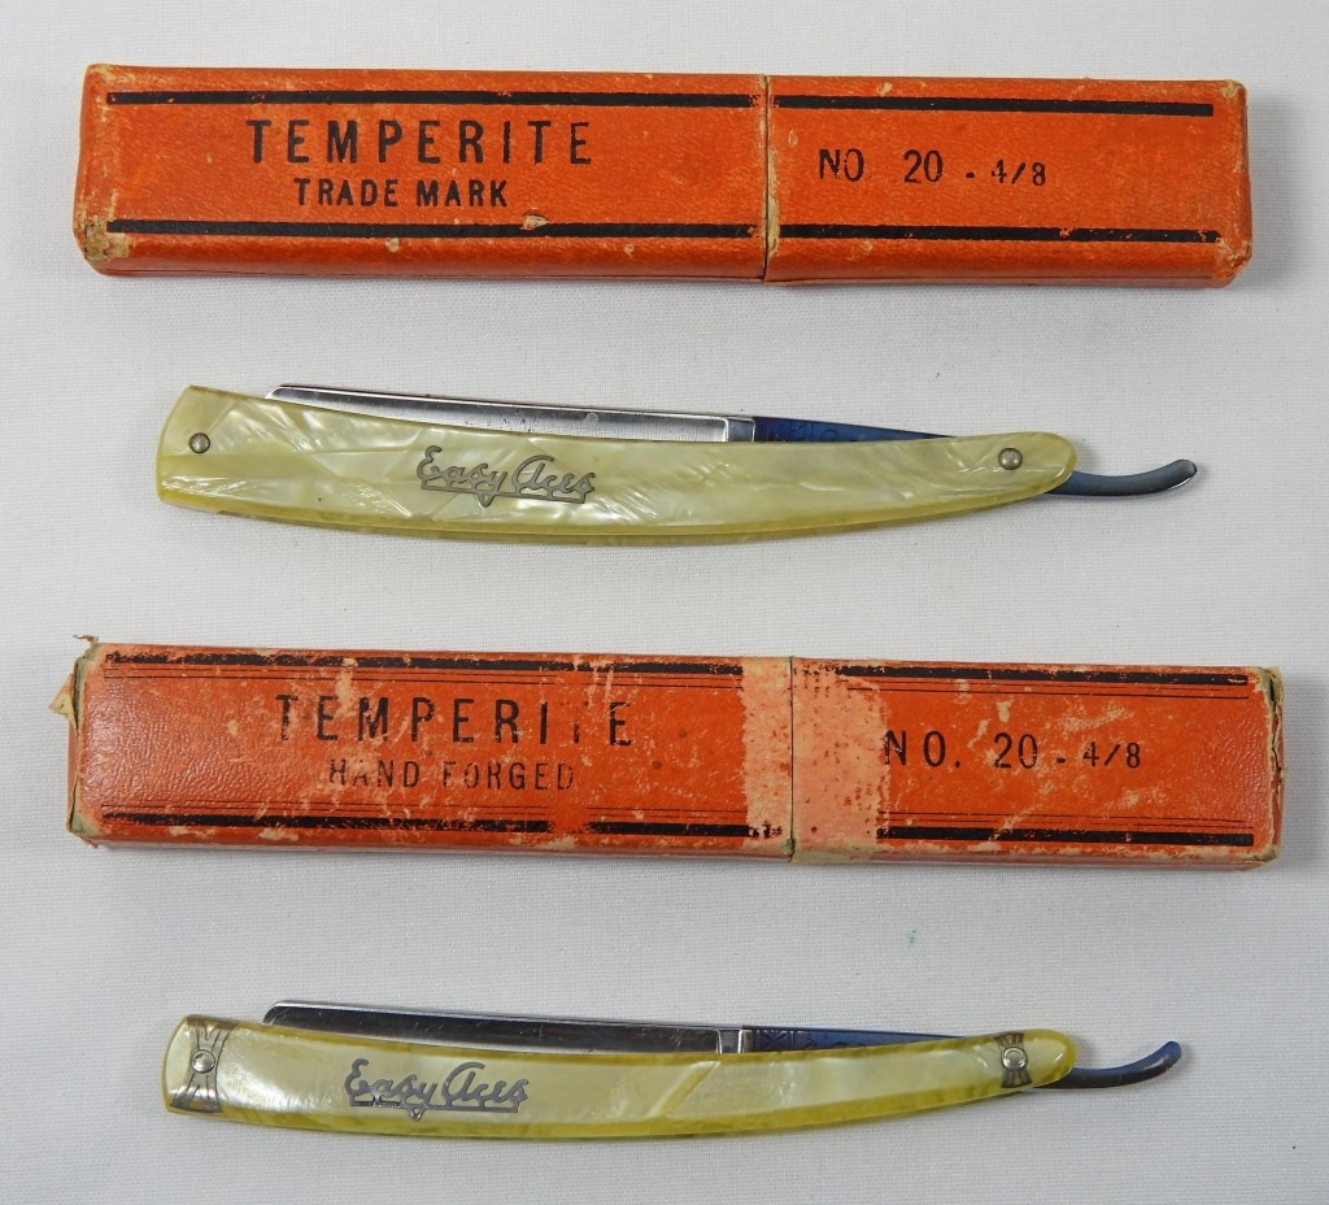 TEMPERITE
TRADE MARK
NO 20 - 4/8
Easy Aces
TEMPERITE
HAND FORGED
NO. 20 - 4/8
Easy Aces